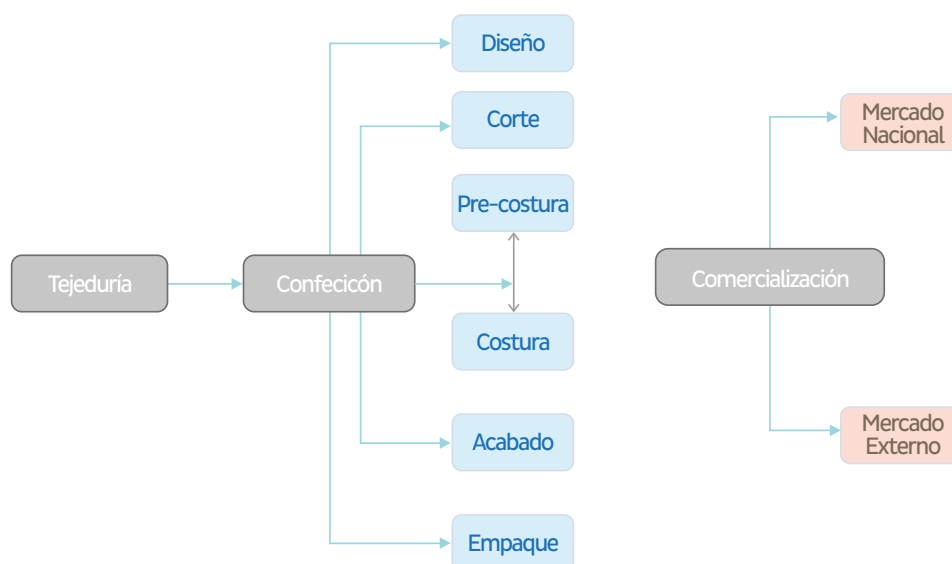 Diseño
Corte
Pre-costura
Tejeduría
Confecicón
Costura
Acabado
Empaque
Mercado
Nacional
Comercialización
Mercado
Externo